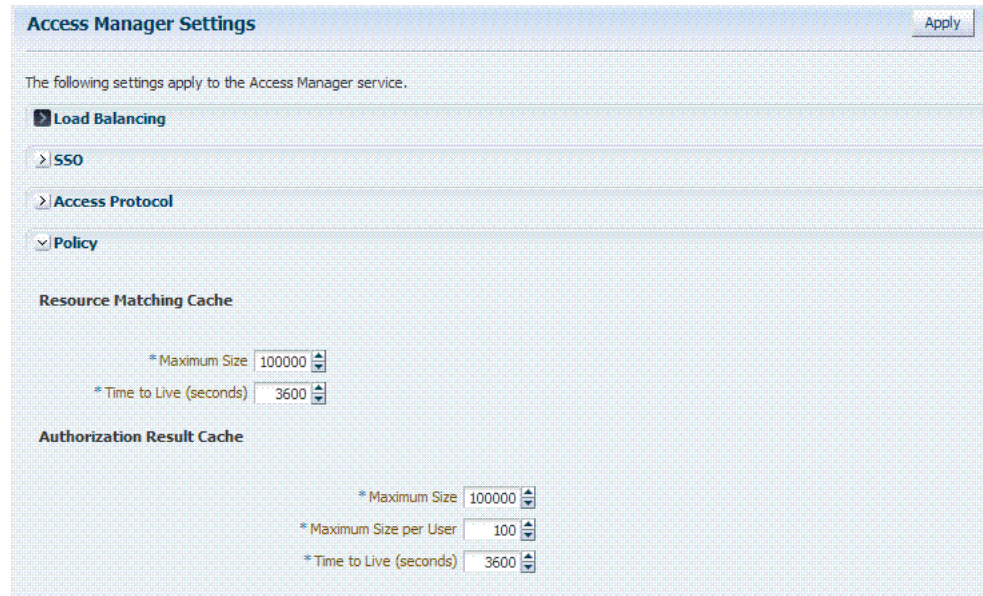 Access Manager Settings
Apply
The following settings apply to the Access Manager service.
Load Balancing
SSO
Access Protocol
Policy
Resource Matching Cache
* Maximum Size 100000
* Time to Live (seconds) 3600
Authorization Result Cache
* Maximum Size 100000
* Maximum Size per User 100
* Time to Live (seconds) 3600